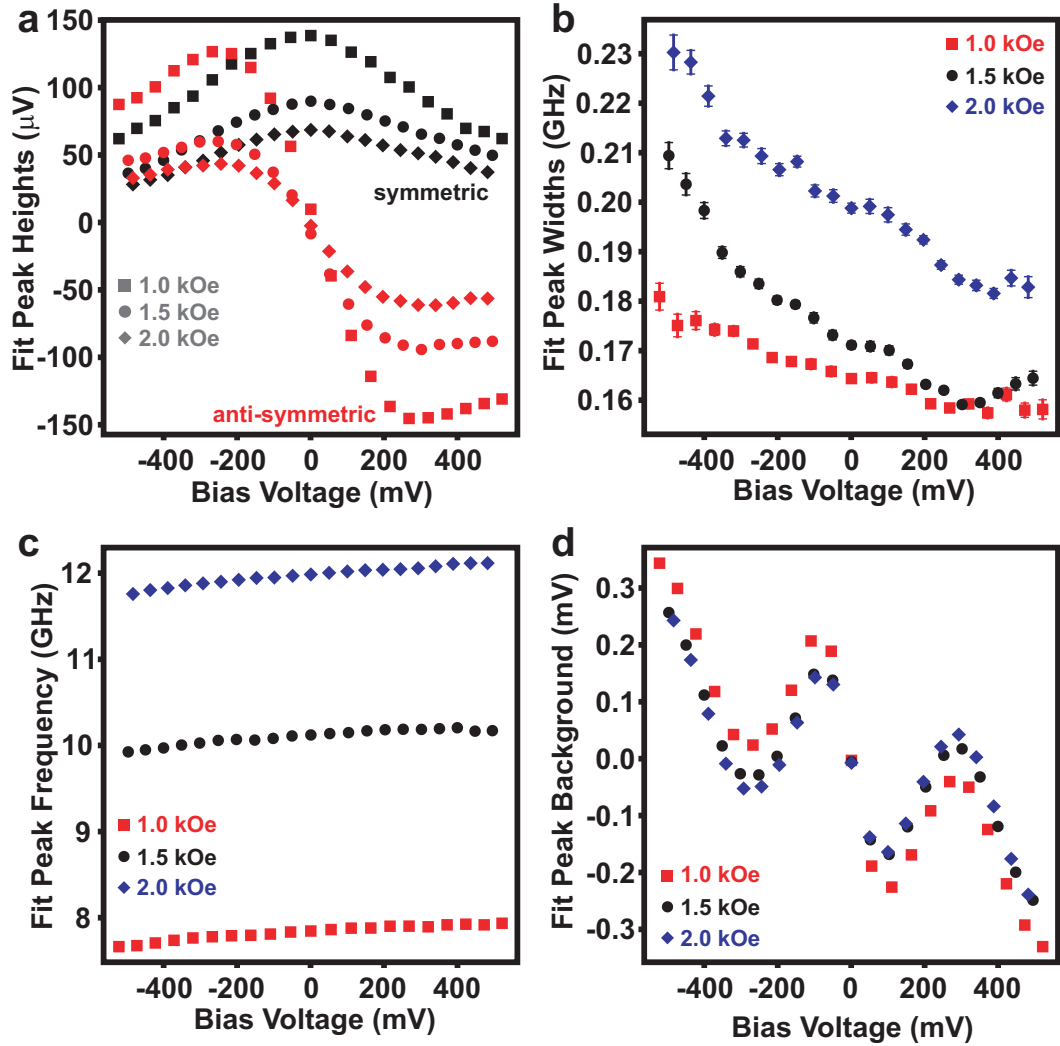 a
150
100
50
0
-50
-100
-150
Fit Peak Heights (μV)
symmetric
1.0 kOe
1.5 kOe
2.0 kOe
anti-symmetric
-400 -200 0 200 400
Bias Voltage (mV)
b
0.23
0.22
0.21
0.20
0.19
0.18
0.17
0.16
Fit Peak Widths (GHz)
1.0 kOe
1.5 kOe
2.0 kOe
-400 -200 0 200 400
Bias Voltage (mV)
c
12
11
10
9
8
Fit Peak Frequency (GHz)
1.0 kOe
1.5 kOe
2.0 kOe
-400 -200 0 200 400
Bias Voltage (mV)
d
0.3
0.2
0.1
0.0
-0.1
-0.2
-0.3
Fit Peak Background (mV)
1.0 kOe
1.5 kOe
2.0 kOe
-400 -200 0 200 400
Bias Voltage (mV)